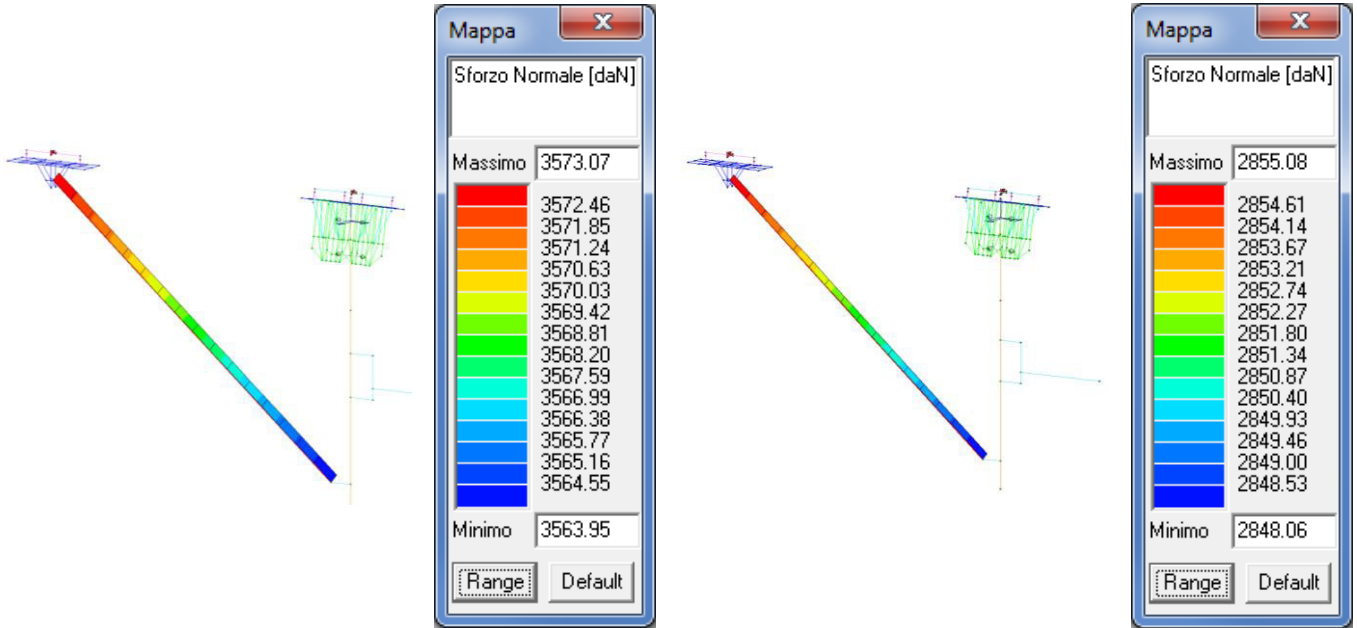 Mappa
Sforzo Normale [daN]
Massimo 3573.07
3572.46
3571.85
3571.24
3570.63
3570.03
3569.42
3568.81
3568.20
3567.59
3566.99
3566.38
3565.77
3565.16
3564.55
Minimo 3563.95
Range Default
Mappa
Sforzo Normale [daN]
Massimo 2855.08
2854.61
2854.14
2853.67
2853.21
2852.74
2852.27
2851.80
2851.34
2850.87
2850.40
2849.93
2849.46
2849.00
2848.53
Minimo 2848.06
Range Default